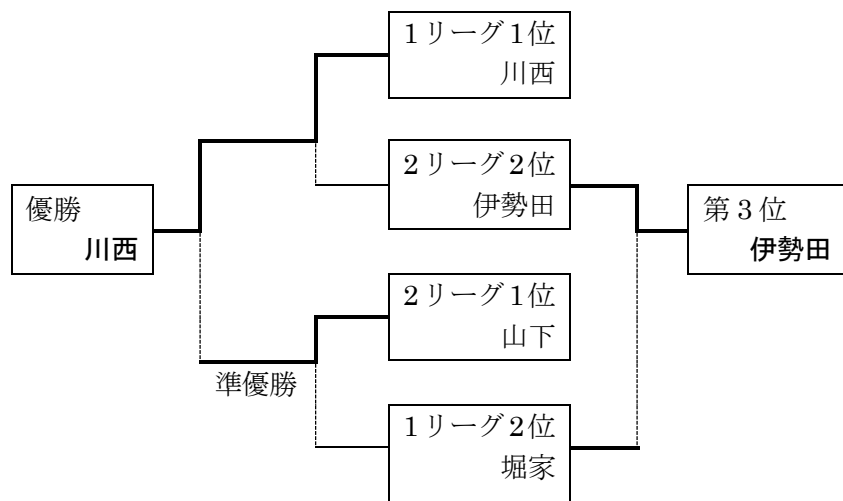 1リーグ1位
川西
2リーグ2位
伊勢田
優勝
川西
第3位
伊勢田
2リーグ1位
山下
準優勝
1リーグ2位
堀家